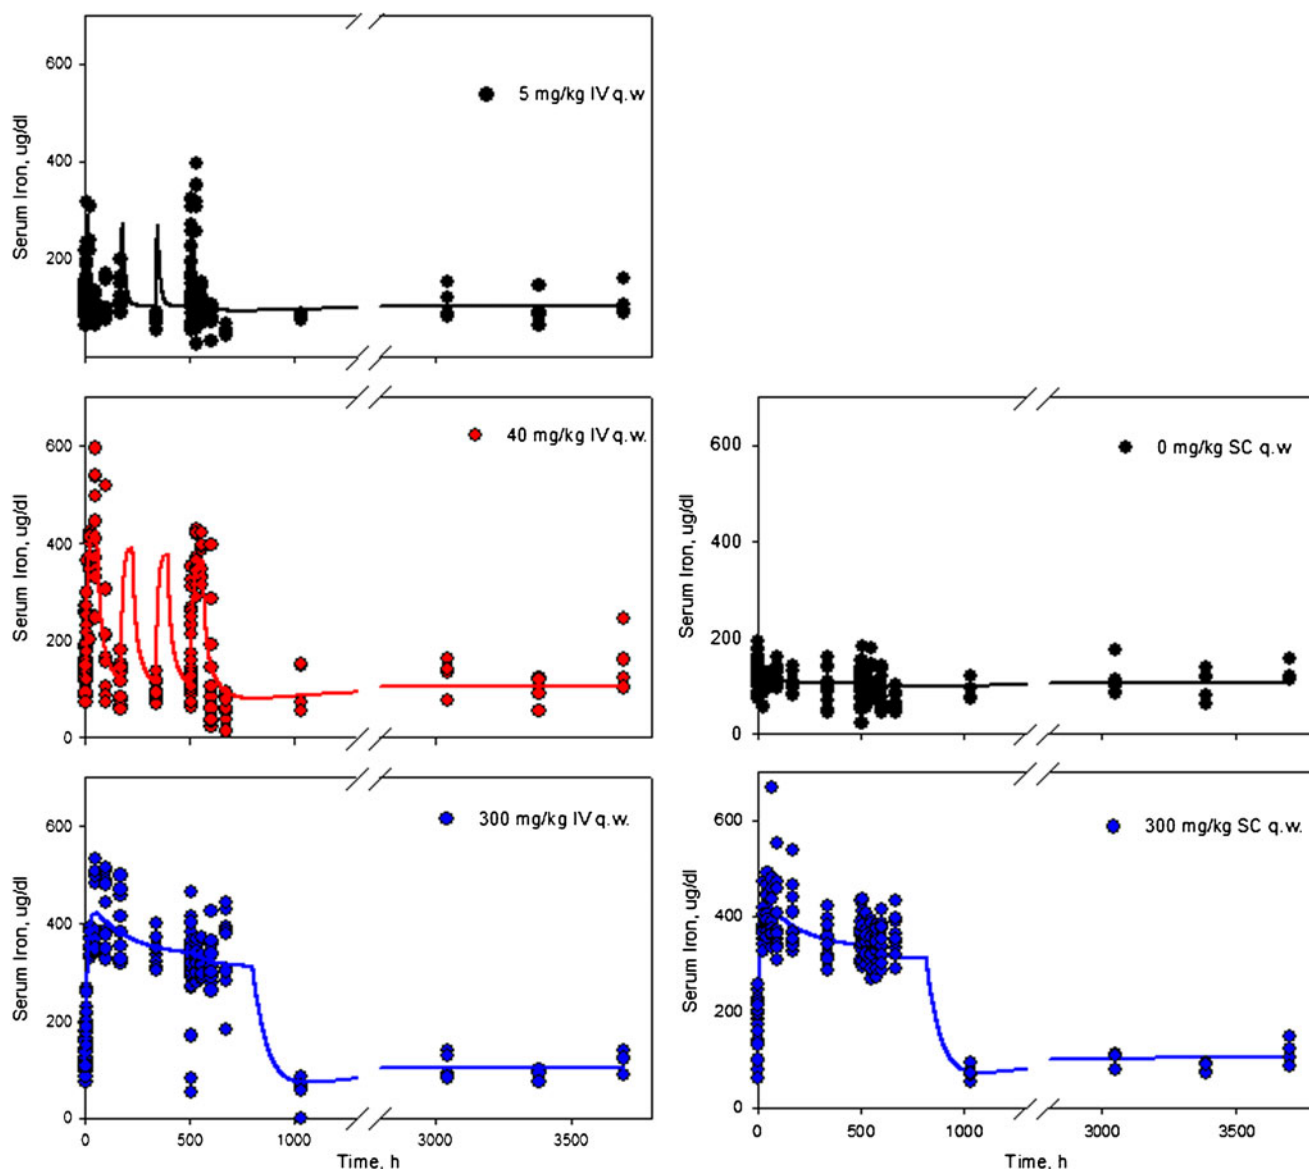 600
400
200
Serum Iron, ug/dl
5 mg/kg IV q.w
600
400
200
0
Serum Iron, ug/dl
40 mg/kg IV q.w.
600
400
200
0
Serum Iron, ug/dl
0 mg/kg SC q.w
600
400
200
0
Serum Iron, ug/dl
300 mg/kg IV q.w.
0
500
1000
3000
3500
Time, h
600
400
200
0
Serum Iron, ug/dl
300 mg/kg SC q.w.
0
500
1000
3000
3500
Time, h